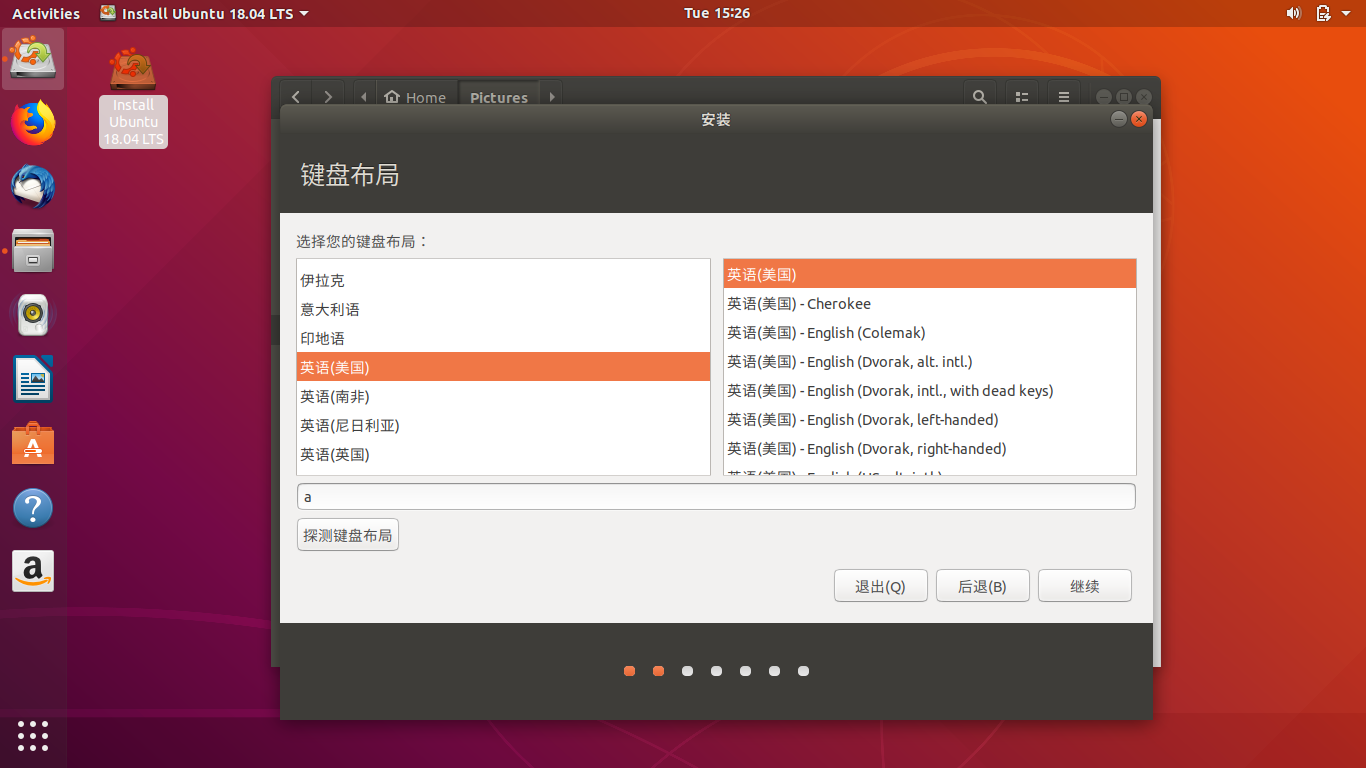 Activities
Install Ubuntu 18.04 LTS
Tue 15:26
Install
Ubuntu
18.04 LTS
Home
Pictures
安装
键盘布局
选择您的键盘布局：
伊拉克
意大利语
印地语
英语(美国)
英语(南非)
英语(尼日利亚)
英语(英国)
英语(美国)
英语(美国) - Cherokee
英语(美国) - English (Colemak)
英语(美国) - English (Dvorak, alt. intl.)
英语(美国) - English (Dvorak, intl., with dead keys)
英语(美国) - English (Dvorak, left-handed)
英语(美国) - English (Dvorak, right-handed)
a
探测键盘布局
退出(Q)
后退(B)
继续